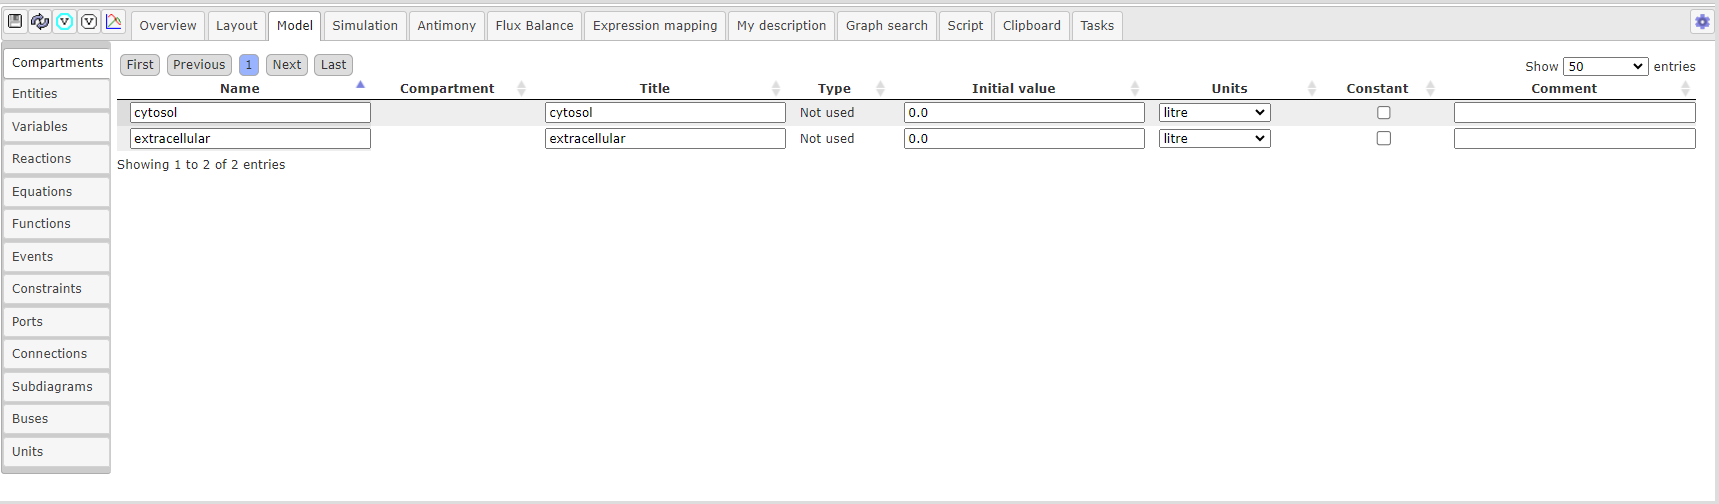 V V Overview Layout Model Simulation Antimony Flux Balance Expression mapping My description Graph search Script Clipboard Tasks
Compartments
Entities
Variables
Reactions
Equations
Functions
Events
Constraints
Ports
Connections
Subdiagrams
Buses
Units
First Previous 1 Next Last
Show 50 entries
Name Compartment Title Type Initial value Units Constant Comment
cytosol cytosol Not used 0.0 litre
extracellular extracellular Not used 0.0 litre
Showing 1 to 2 of 2 entries